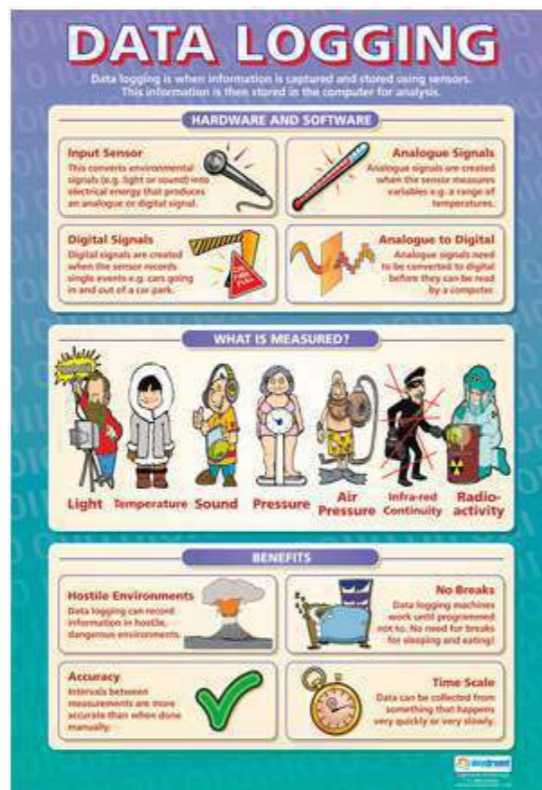 DATA LOGGING
Data logging is when information is captured and stored using sensors.
This information is then stored in the computer for analysis.
HARDWARE AND SOFTWARE
Input Sensor
This converts environmental
signals (e.g. light or sound) into
electrical energy that produces
an analogue or digital signal.
Analogue Signals
Analogue signals are created
when the sensor measures
variables e.g. a range of
temperatures.
Digital Signals
Digital signals are created
when the sensor records
single events e.g. cars going
in and out of a car park.
CAR PARK FULL
Analogue to Digital
Analogue signals need
to be converted to digital
before they can be read
by a computer.
WHAT IS MEASURED?
Light
Temperature
Sound
Pressure
Air
Pressure
Infra-red
Continuity
Radio-
activity
BENEFITS
Hostile Environments
Data logging can record
information in hostile,
dangerous environments.
No Breaks
Data logging machines
work until programmed
not to. No need for breaks
for sleeping and eating!
Accuracy
Intervals between
measurements are more
accurate than when done
manually.
Time Scale
Data can be collected from
something that happens
very quickly or very slowly.
daydream